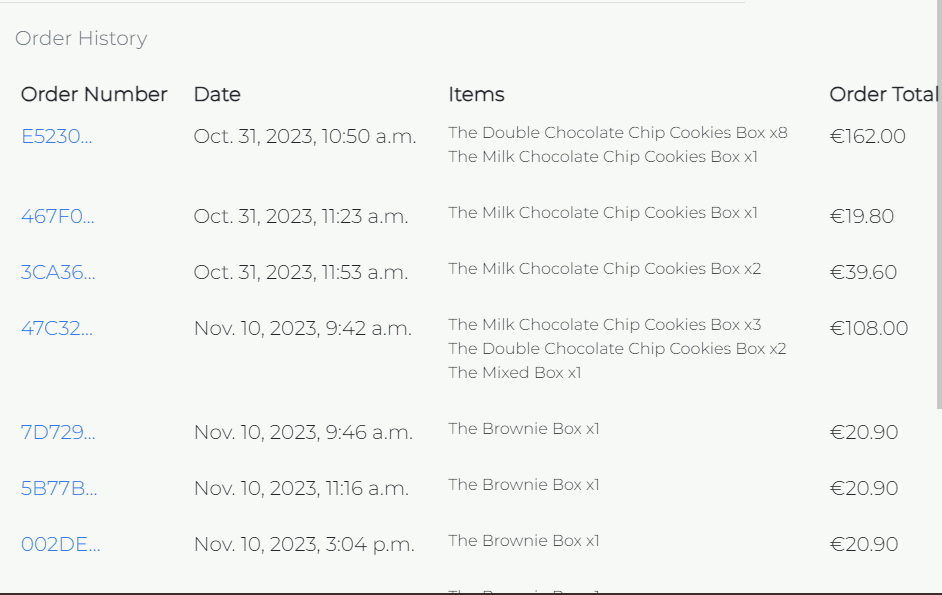 Order History
Order Number Date Items Order Total
E5230... Oct. 31, 2023, 10:50 a.m. The Double Chocolate Chip Cookies Box x8 €162.00
The Milk Chocolate Chip Cookies Box x1
467F0... Oct. 31, 2023, 11:23 a.m. The Milk Chocolate Chip Cookies Box x1 €19.80
3CA36... Oct. 31, 2023, 11:53 a.m. The Milk Chocolate Chip Cookies Box x2 €39.60
47C32... Nov. 10, 2023, 9:42 a.m. The Milk Chocolate Chip Cookies Box x3 €108.00
The Double Chocolate Chip Cookies Box x2
The Mixed Box x1
7D729... Nov. 10, 2023, 9:46 a.m. The Brownie Box x1 €20.90
5B77B... Nov. 10, 2023, 11:16 a.m. The Brownie Box x1 €20.90
002DE... Nov. 10, 2023, 3:04 p.m. The Brownie Box x1 €20.90